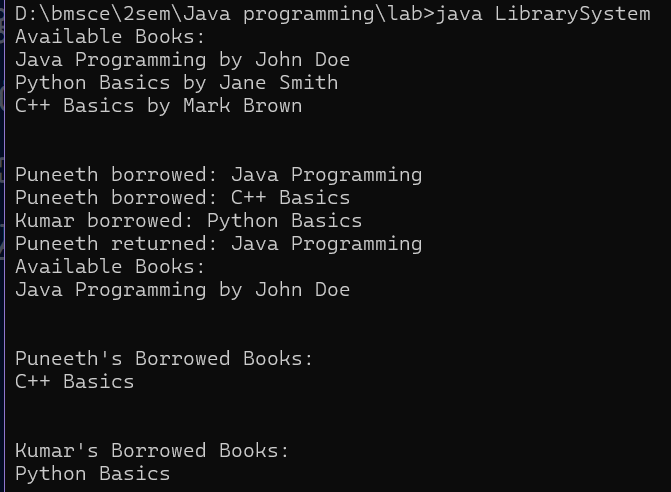 D:\bmsce\2sem\Java programming\lab>java LibrarySystem
Available Books:
Java Programming by John Doe
Python Basics by Jane Smith
C++ Basics by Mark Brown
Puneeth borrowed: Java Programming
Puneeth borrowed: C++ Basics
Kumar borrowed: Python Basics
Puneeth returned: Java Programming
Available Books:
Java Programming by John Doe
Puneeth's Borrowed Books:
C++ Basics
Kumar's Borrowed Books:
Python Basics